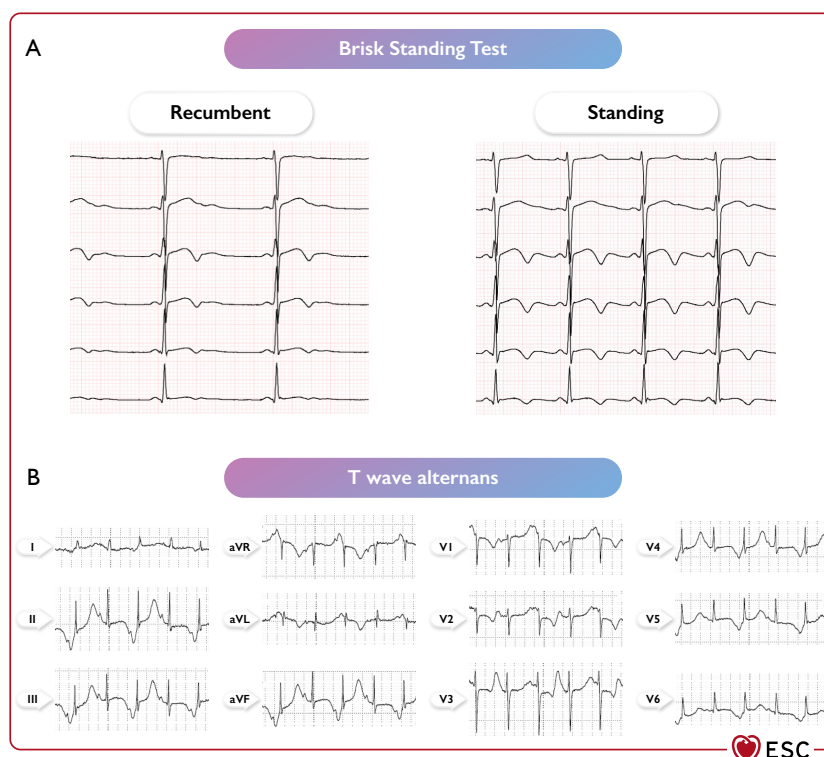 A
Brisk Standing Test
Recumbent
Standing
B
T wave alternans
I
aVR
V1
V4
II
aVL
V2
V5
III
aVF
V3
V6
ESC